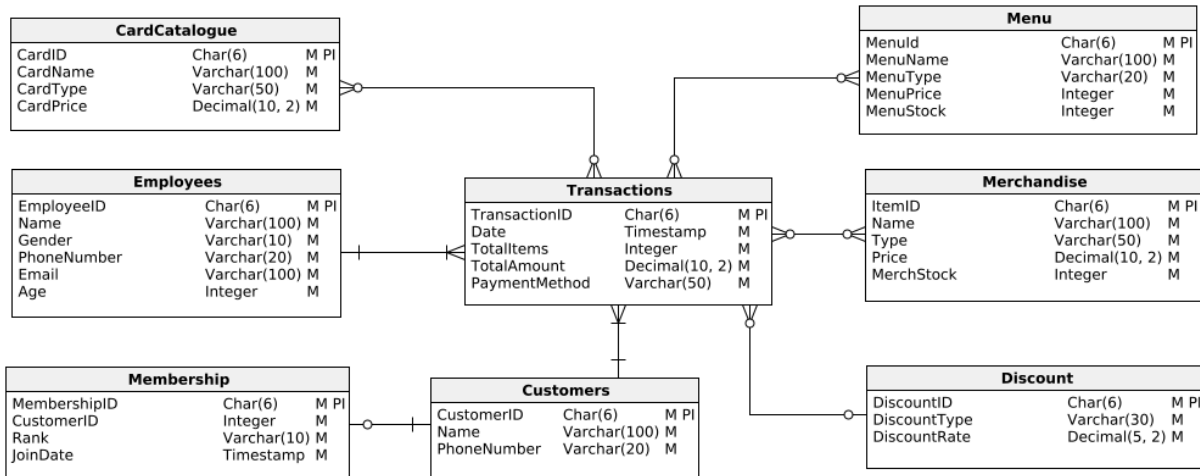 CardCatalogue
CardID Char(6) M PI
CardName Varchar(100) M
CardType Varchar(50) M
CardPrice Decimal(10, 2) M
Menu
MenuId Char(6) M PI
MenuName Varchar(100) M
MenuType Varchar(20) M
MenuPrice Integer M
MenuStock Integer M
Employees
EmployeeID Char(6) M PI
Name Varchar(100) M
Gender Varchar(10) M
PhoneNumber Varchar(20) M
Email Varchar(100) M
Age Integer M
Transactions
TransactionID Char(6) M PI
Date Timestamp M
TotalItems Integer M
TotalAmount Decimal(10, 2) M
PaymentMethod Varchar(50) M
Merchandise
ItemID Char(6) M PI
Name Varchar(100) M
Type Varchar(50) M
Price Decimal(10, 2) M
MerchStock Integer M
Membership
MembershipID Char(6) M PI
CustomerID Integer M
Rank Varchar(10) M
JoinDate Timestamp M
Customers
CustomerID Char(6) M PI
Name Varchar(100) M
PhoneNumber Varchar(20) M
Discount
DiscountID Char(6) M PI
DiscountType Varchar(30) M
DiscountRate Decimal(5, 2) M